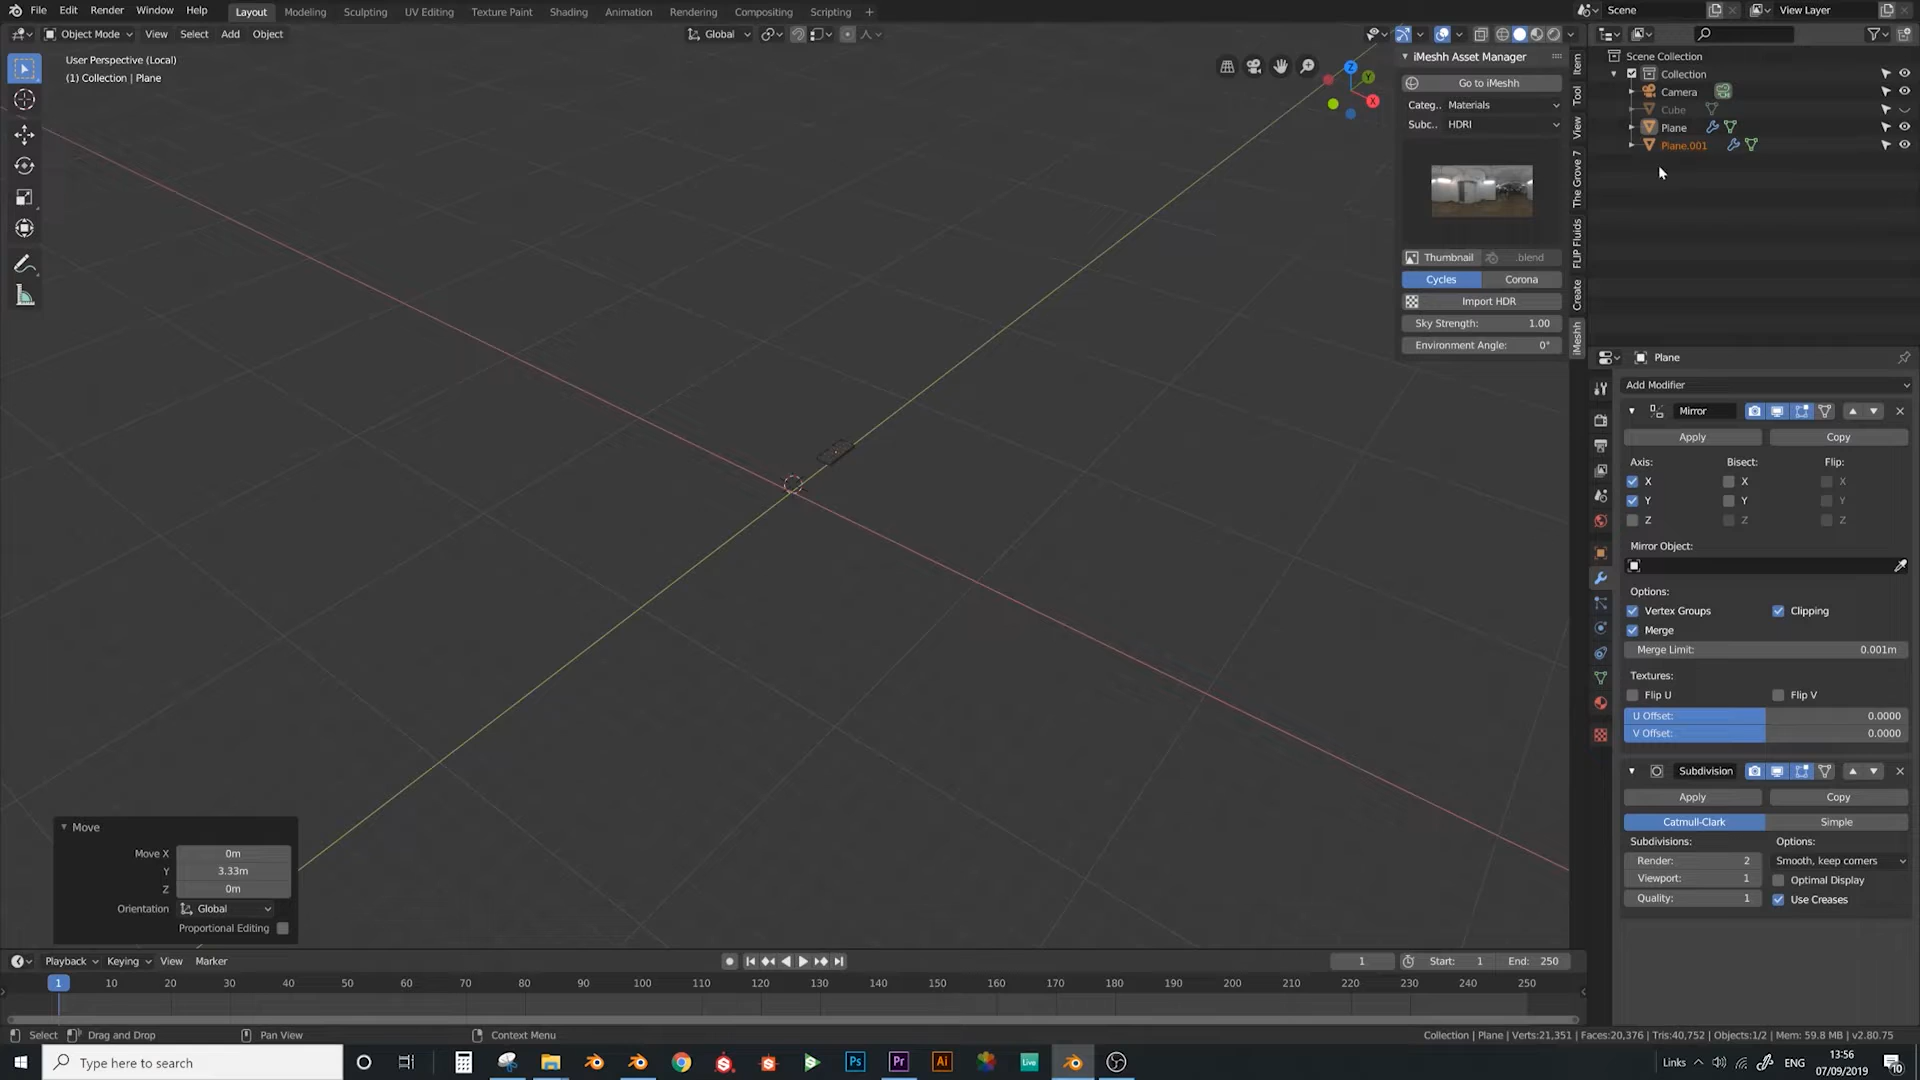 File Edit Render Window Help Layout Modeling Sculpting UV Editing Texture Paint Shading Animation Rendering Compositing Scripting + Scene View Layer
Object Mode View Select Add Object Global
User Perspective (Local)
(1) Collection | Plane
Z
Y
X
iMeshh Asset Manager
Go to iMeshh
Categ.. Materials
Subc.. HDRI
Thumbnail .blend
Cycles Corona
Import HDR
Sky Strength: 1.00
Environment Angle: 0°
Item
Tool
View
The Grove 7
FLIP Fluids
Create
iMeshh
Scene Collection
Collection
Camera
Cube
Plane
Plane.001
Plane
Add Modifier
Mirror
Apply Copy
Axis: Bisect: Flip:
X X X
Y Y Y
Z Z Z
Mirror Object:
Options:
Vertex Groups Clipping
Merge
Merge Limit: 0.001m
Textures:
Flip U Flip V
U Offset: 0.0000
V Offset: 0.0000
Subdivision
Apply Copy
Catmull-Clark Simple
Subdivisions: Options:
Render: 2 Smooth, keep corners
Viewport: 1 Optimal Display
Quality: 1 Use Creases
Move
Move X 0m
Y 3.33m
Z 0m
Orientation Global
Proportional Editing
Playback Keying View Marker 1 Start: 1 End: 250
1 10 20 30 40 50 60 70 80 90 100 110 120 130 140 150 160 170 180 190 200 210 220 230 240 250
Select Drag and Drop Pan View Context Menu Collection | Plane | Verts:21,351 | Faces:20,376 | Tris:40,752 | Objects:1/2 | Mem: 59.8 MB | v2.80.75
Type here to search Ps Pr Ai Live Links ENG 13:56
07/09/2019
10